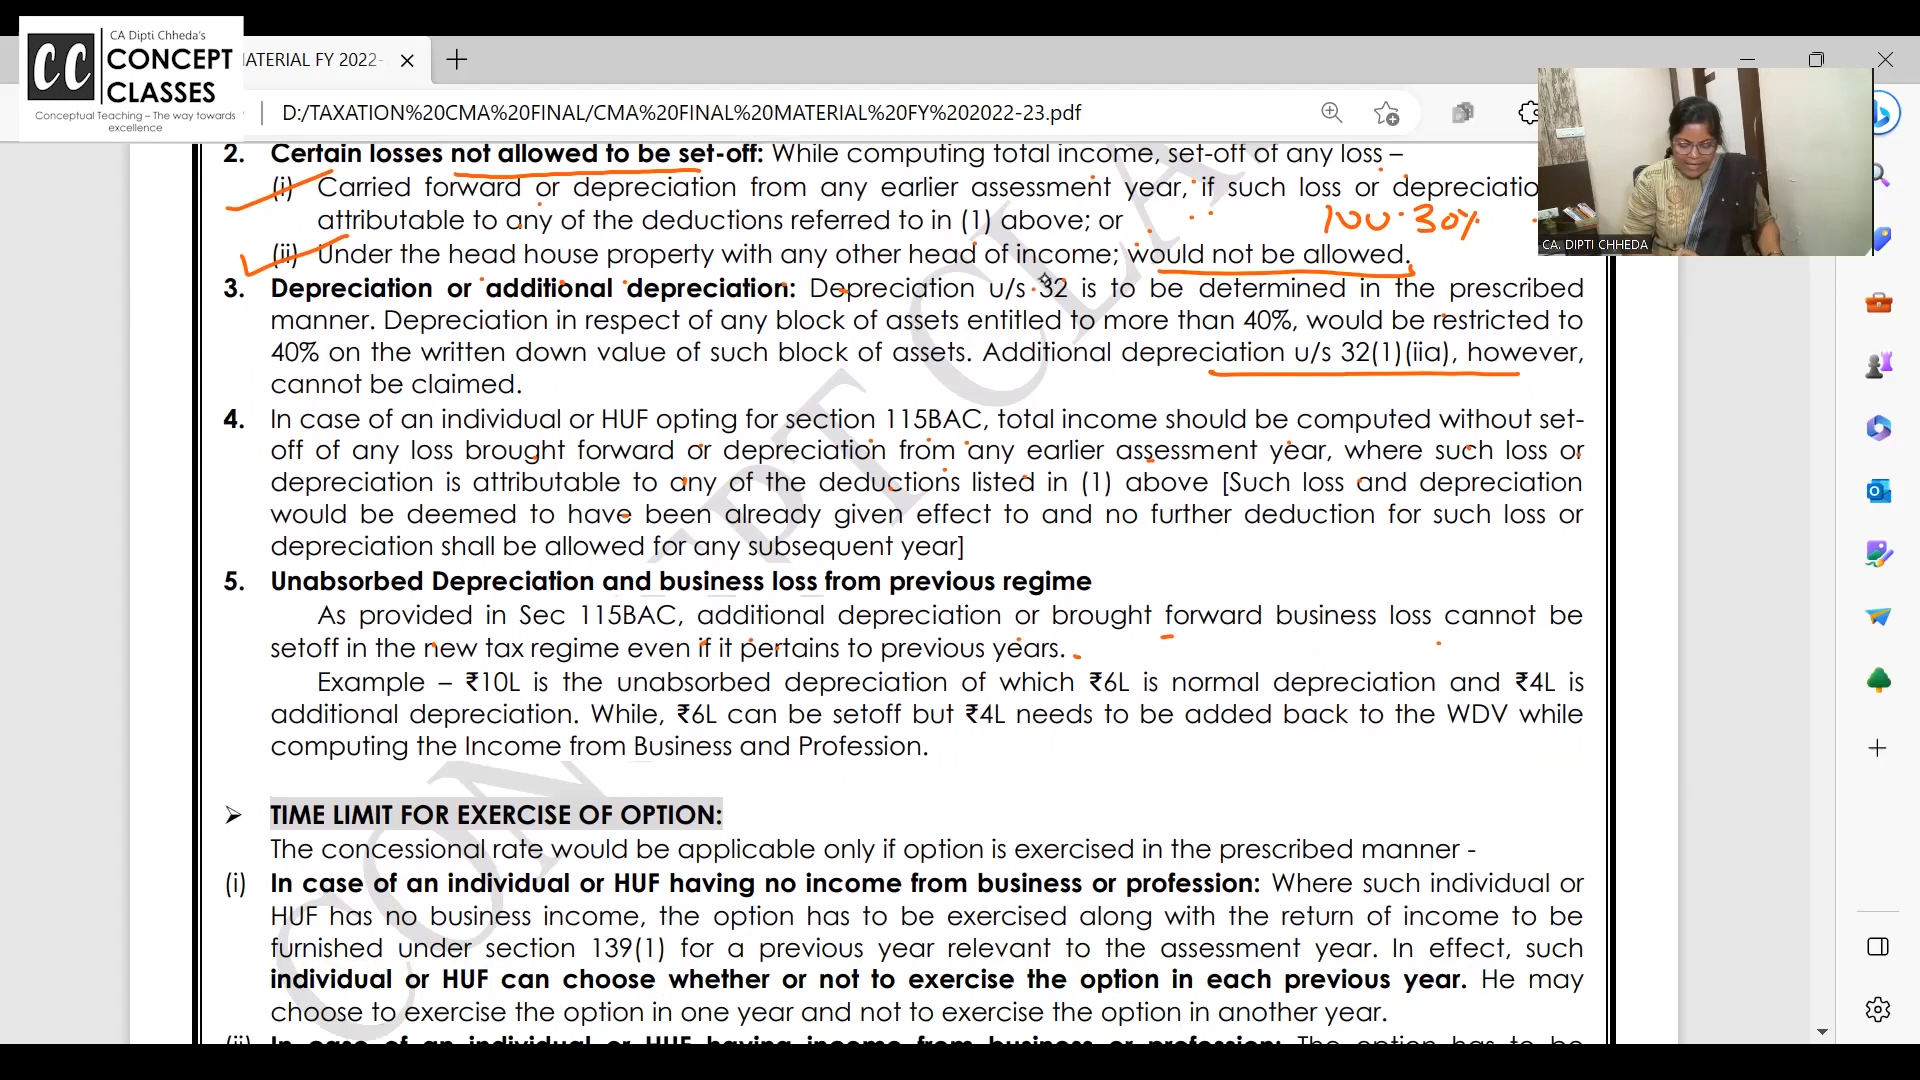 CA Dipti Chheda's
CC CONCEPT
CLASSES
Conceptual Teaching – The way towards
excellence
ATERIAL FY 2022-
D:/TAXATION%20CMA%20FINAL/CMA%20FINAL%20MATERIAL%20FY%202022-23.pdf
CA. DIPTI CHHEDA
2. Certain losses not allowed to be set-off: While computing total income, set-off of any loss –
(i) Carried forward or depreciation from any earlier assessment year, if such loss or depreciatio
attributable to any of the deductions referred to in (1) above; or
100 · 30%
(ii) Under the head house property with any other head of income; would not be allowed.
3. Depreciation or additional depreciation: Depreciation u/s 32 is to be determined in the prescribed
manner. Depreciation in respect of any block of assets entitled to more than 40%, would be restricted to
40% on the written down value of such block of assets. Additional depreciation u/s 32(1)(iia), however,
cannot be claimed.
4. In case of an individual or HUF opting for section 115BAC, total income should be computed without set-
off of any loss brought forward or depreciation from any earlier assessment year, where such loss or
depreciation is attributable to any of the deductions listed in (1) above [Such loss and depreciation
would be deemed to have been already given effect to and no further deduction for such loss or
depreciation shall be allowed for any subsequent year]
5. Unabsorbed Depreciation and business loss from previous regime
As provided in Sec 115BAC, additional depreciation or brought forward business loss cannot be
setoff in the new tax regime even if it pertains to previous years.
Example – ₹10L is the unabsorbed depreciation of which ₹6L is normal depreciation and ₹4L is
additional depreciation. While, ₹6L can be setoff but ₹4L needs to be added back to the WDV while
computing the Income from Business and Profession.
➢ TIME LIMIT FOR EXERCISE OF OPTION:
The concessional rate would be applicable only if option is exercised in the prescribed manner -
(i) In case of an individual or HUF having no income from business or profession: Where such individual or
HUF has no business income, the option has to be exercised along with the return of income to be
furnished under section 139(1) for a previous year relevant to the assessment year. In effect, such
individual or HUF can choose whether or not to exercise the option in each previous year. He may
choose to exercise the option in one year and not to exercise the option in another year.
(ii) In case of an individual or HUF having income from business or profession: The option has to be